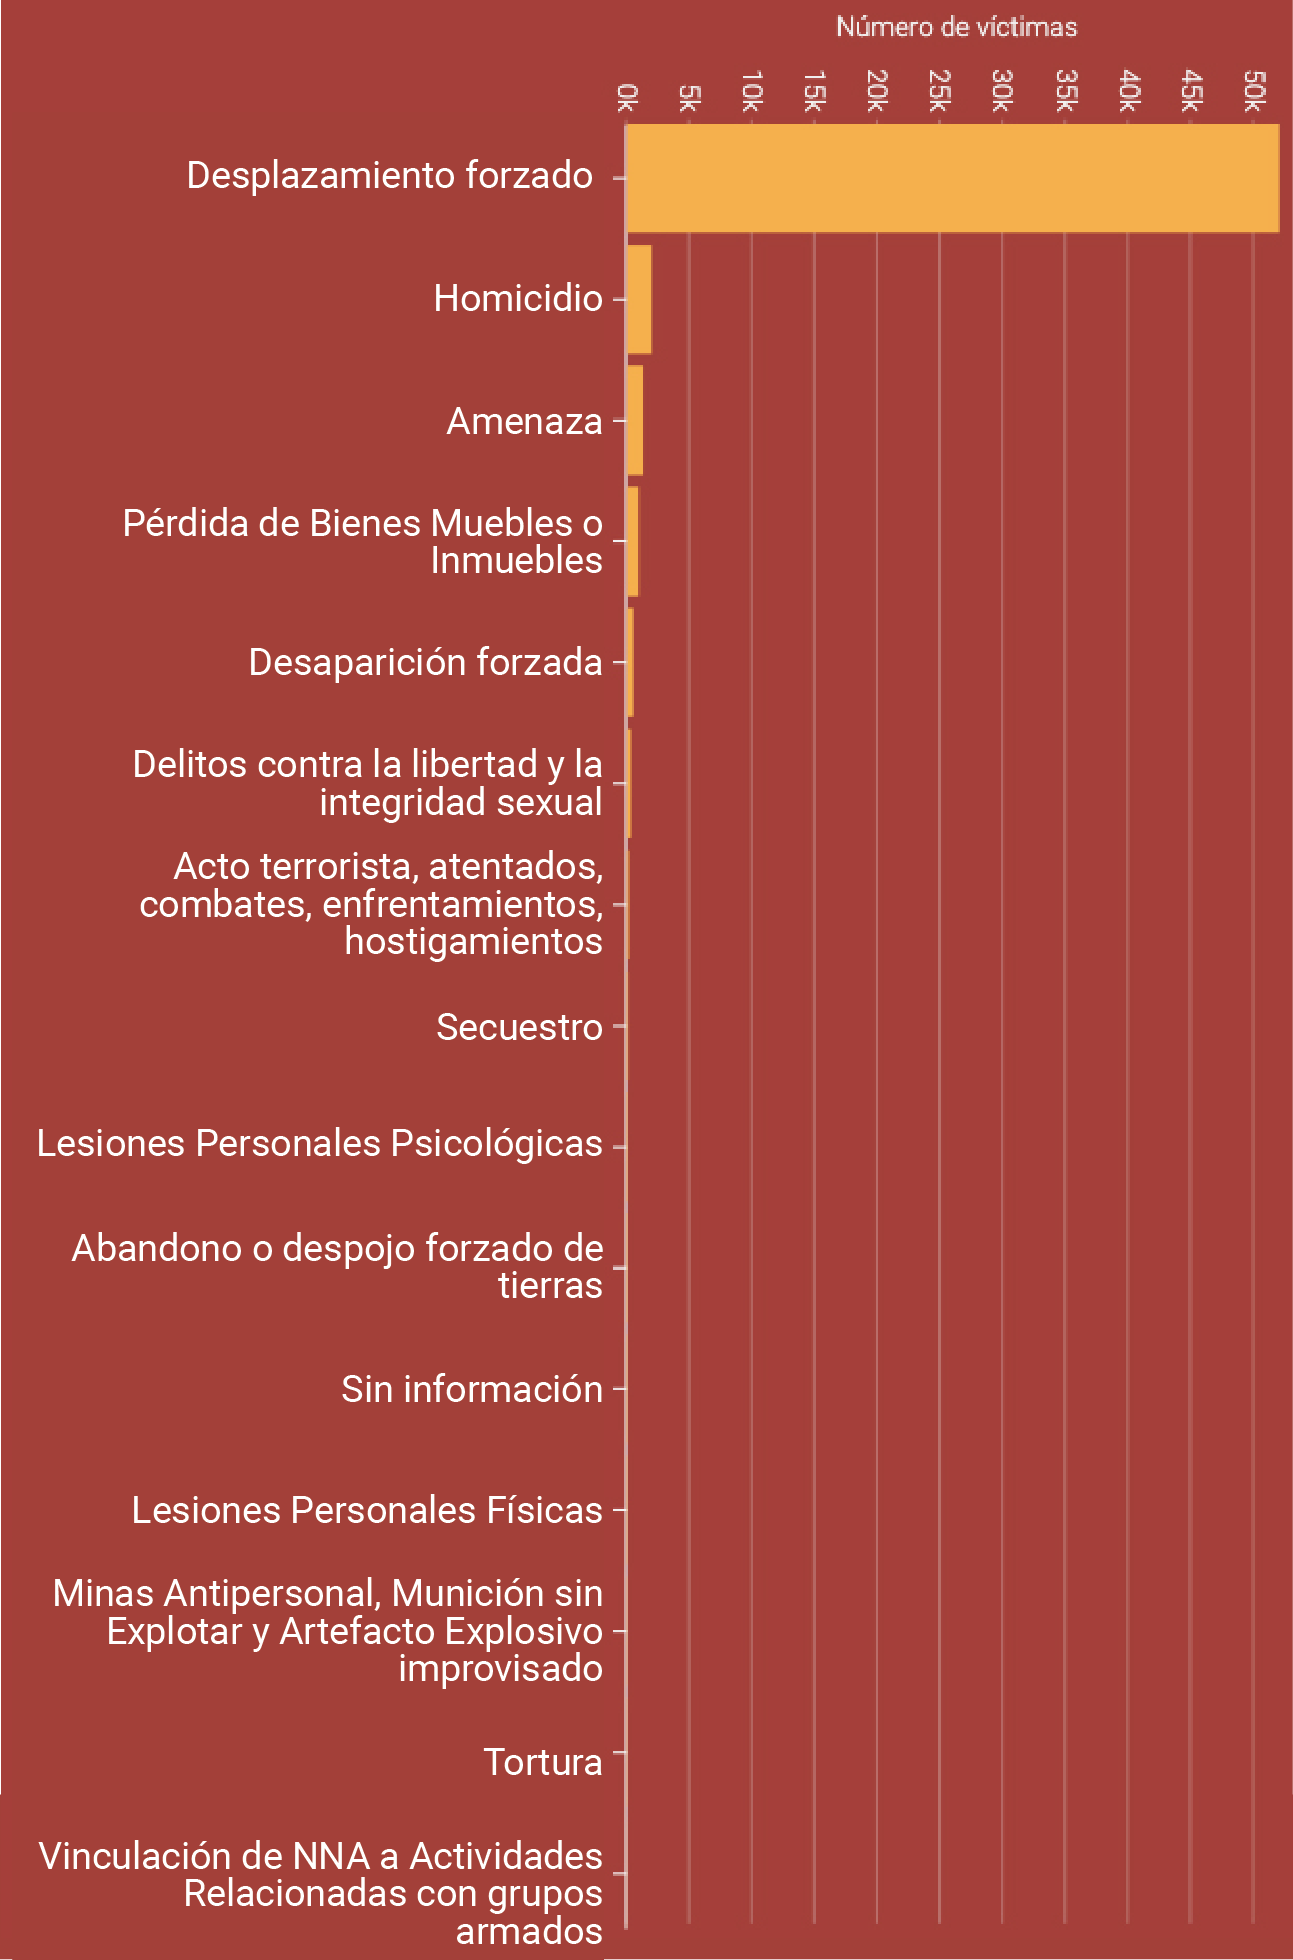 Número de víctimas
0k
5k
10k
15k
20k
25k
30k
35k
40k
45k
50k
Desplazamiento forzado
Homicidio
Amenaza
Pérdida de Bienes Muebles o
Inmuebles
Desaparición forzada
Delitos contra la libertad y la
integridad sexual
Acto terrorista, atentados,
combates, enfrentamientos,
hostigamientos
Secuestro
Lesiones Personales Psicológicas
Abandono o despojo forzado de
tierras
Sin información
Lesiones Personales Físicas
Minas Antipersonal, Munición sin
Explotar y Artefacto Explosivo
improvisado
Tortura
Vinculación de NNA a Actividades
Relacionadas con grupos
armados